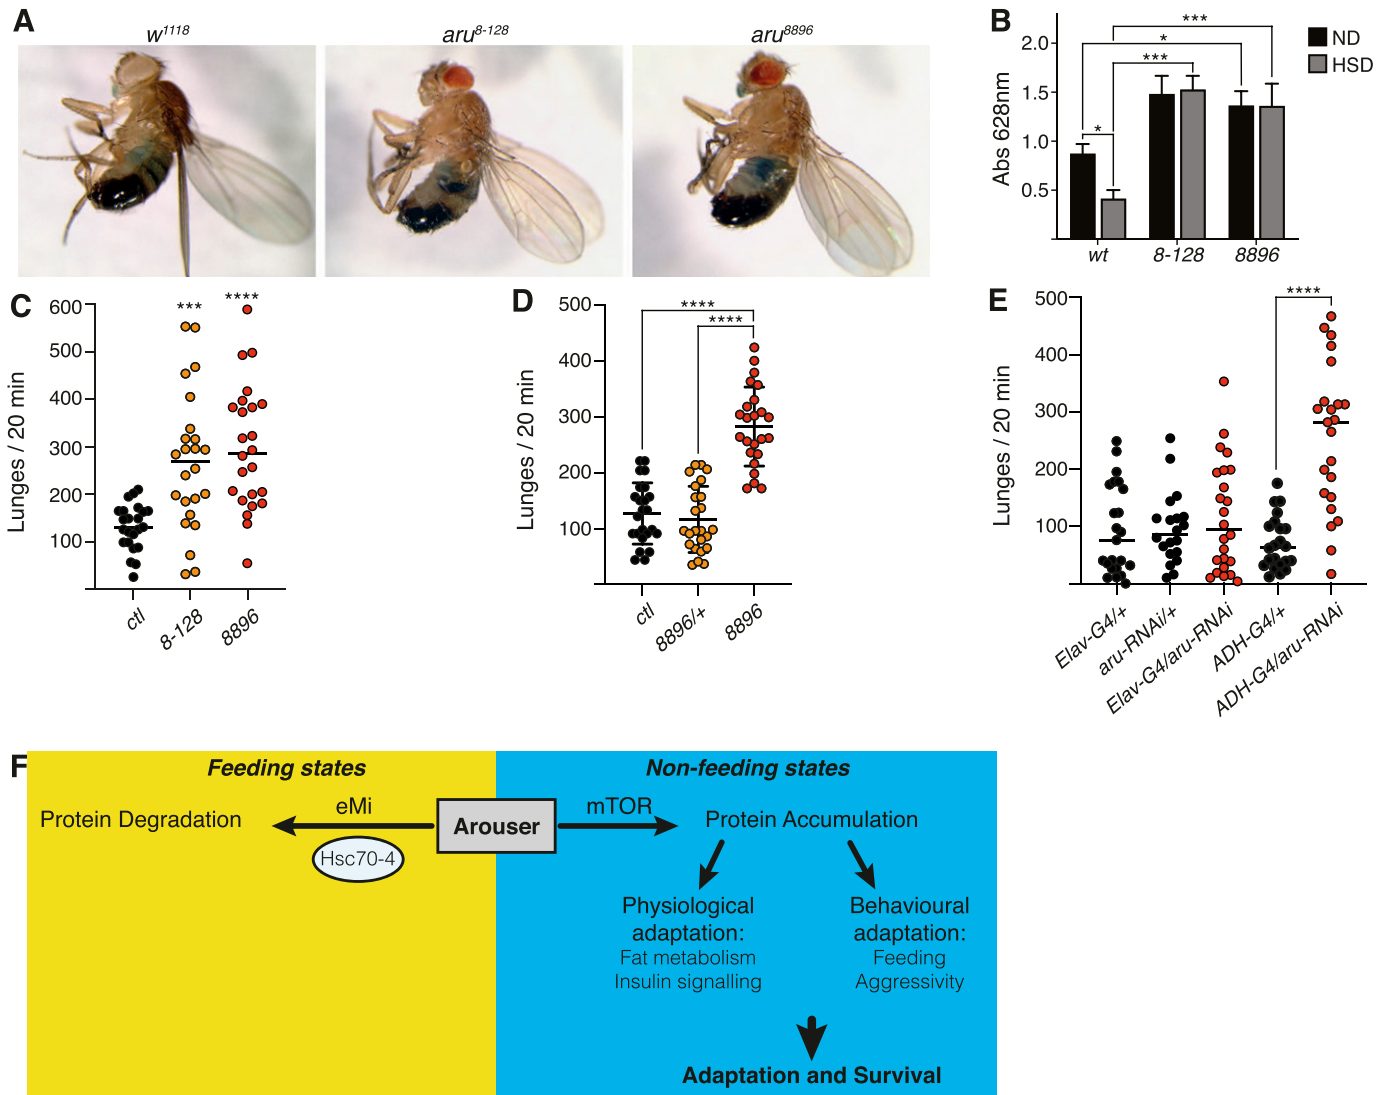 A
w1118
aru8-128
aru8896
B
Abs 628nm
2.0
1.5
1.0
0.5
***
*
***
*
wt
8-128
8896
ND
HSD
C
Lunges / 20 min
600
500
400
300
200
100
***
****
ctl
8-128
8896
D
Lunges / 20 min
500
400
300
200
100
****
****
ctl
8896/+
8896
E
Lunges / 20 min
500
400
300
200
100
****
Elav-G4/+
aru-RNAi/+
Elav-G4/aru-RNAi
ADH-G4/+
ADH-G4/aru-RNAi
F
Feeding states
Non-feeding states
Protein Degradation
eMi
Hsc70-4
Arouser
mTOR
Protein Accumulation
Physiological
adaptation:
Fat metabolism
Insulin signalling
Behavioural
adaptation:
Feeding
Aggressivity
Adaptation and Survival